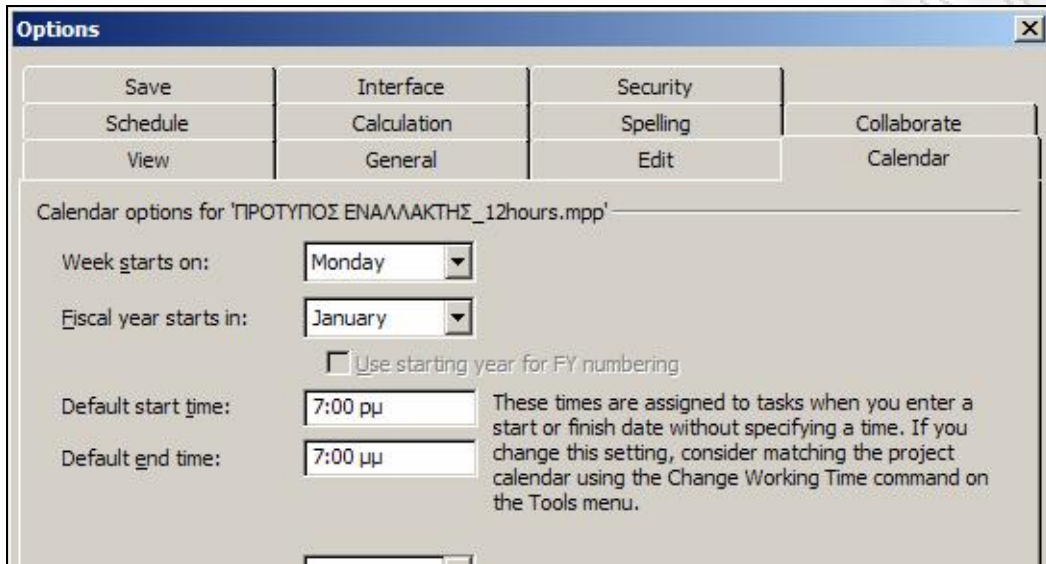 Options
Save Interface Security
Schedule Calculation Spelling Collaborate
View General Edit Calendar
Calendar options for 'ΠΡΟΤΥΠΟΣ ΕΝΑΛΛΑΚΤΗΣ_12hours.mpp'
Week starts on: Monday
Fiscal year starts in: January
Use starting year for FY numbering
Default start time: 7:00 πμ
Default end time: 7:00 μμ
These times are assigned to tasks when you enter a
start or finish date without specifying a time. If you
change this setting, consider matching the project
calendar using the Change Working Time command on
the Tools menu.